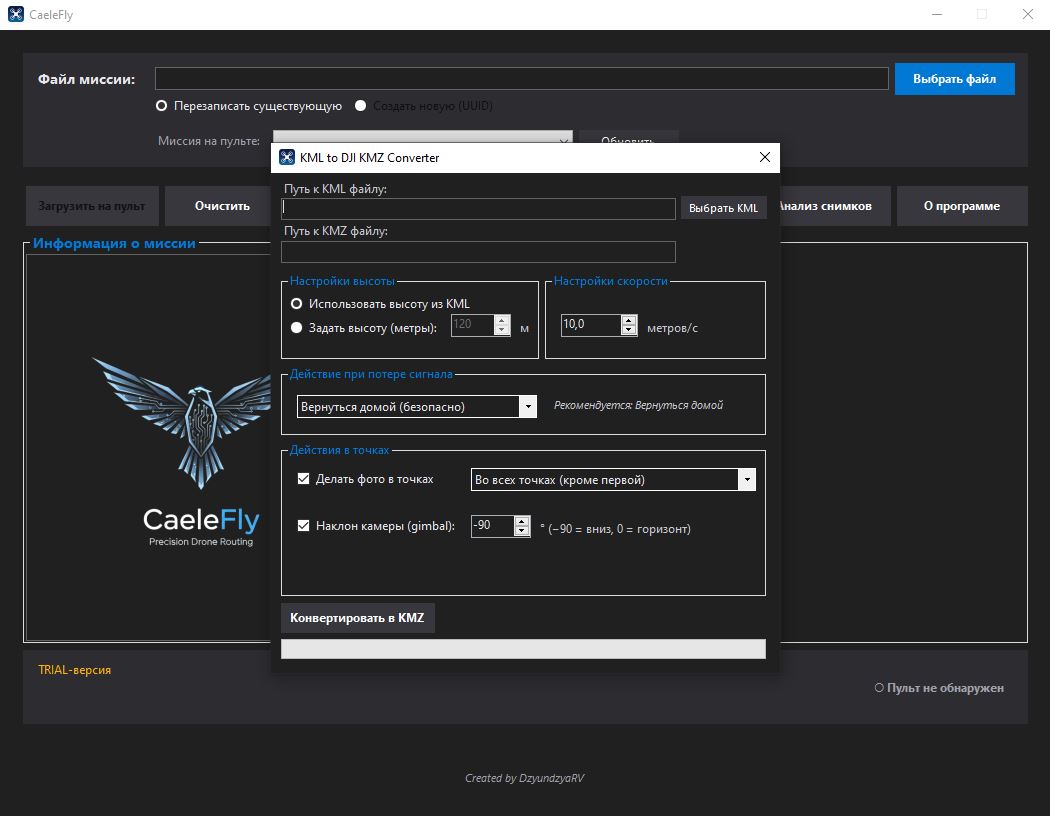 CaeleFly
Файл миссии:
Выбрать файл
Перезаписать существующую
Создать новую (UUID)
Миссия на пульте:
Обновить
KML to DJI KMZ Converter
Загрузить на пульт
Очистить
Анализ снимков
О программе
Информация о миссии
Путь к KML файлу:
Выбрать KML
Путь к KMZ файлу:
Настройки высоты
Использовать высоту из KML
Задать высоту (метры): 120 м
Настройки скорости
10,0 метров/с
Действие при потере сигнала
Вернуться домой (безопасно)
Рекомендуется: Вернуться домой
Действия в точках
Делать фото в точках
Во всех точках (кроме первой)
Наклон камеры (gimbal): -90 ° (−90 = вниз, 0 = горизонт)
Конвертировать в KMZ
CaeleFly
Precision Drone Routing
TRIAL-версия
Пульт не обнаружен
Created by DzyundzyaRV